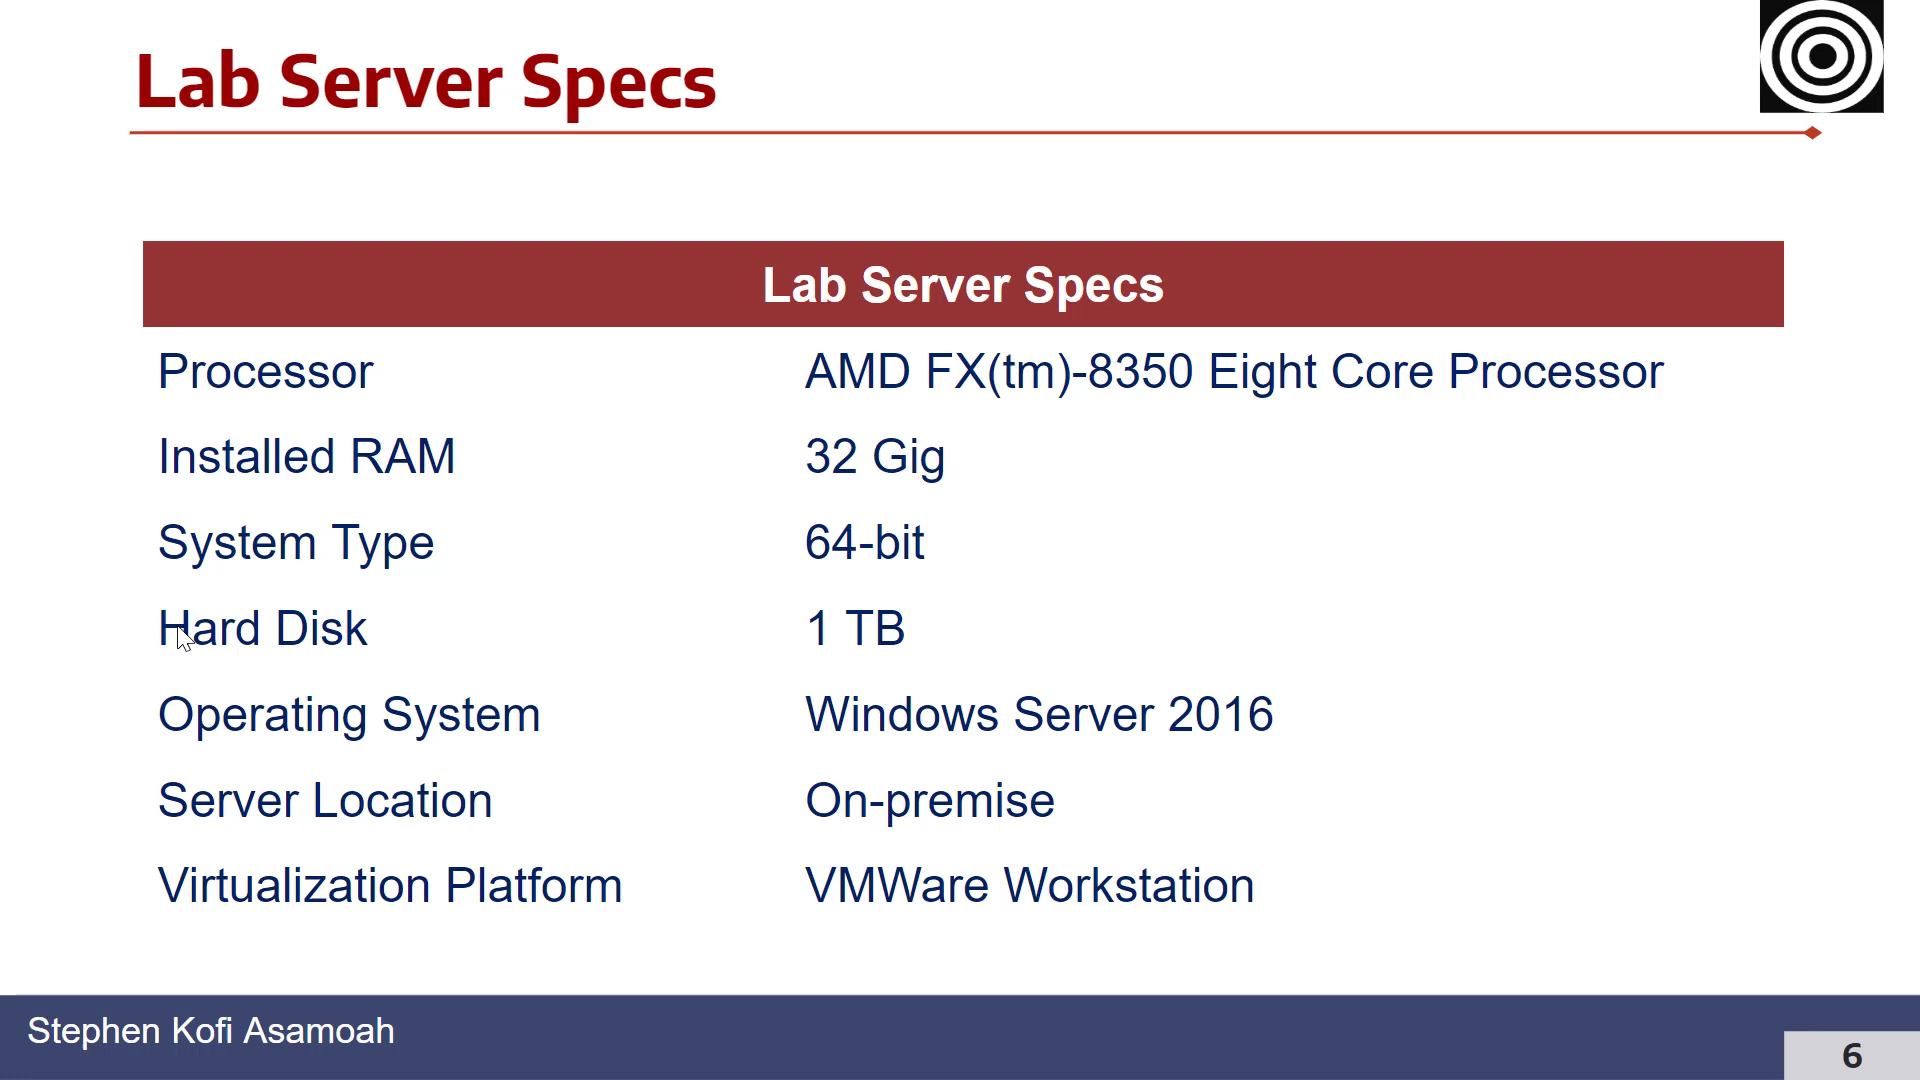 Lab Server Specs
Lab Server Specs
Processor AMD FX(tm)-8350 Eight Core Processor
Installed RAM 32 Gig
System Type 64-bit
Hard Disk 1 TB
Operating System Windows Server 2016
Server Location On-premise
Virtualization Platform VMWare Workstation
Stephen Kofi Asamoah
6